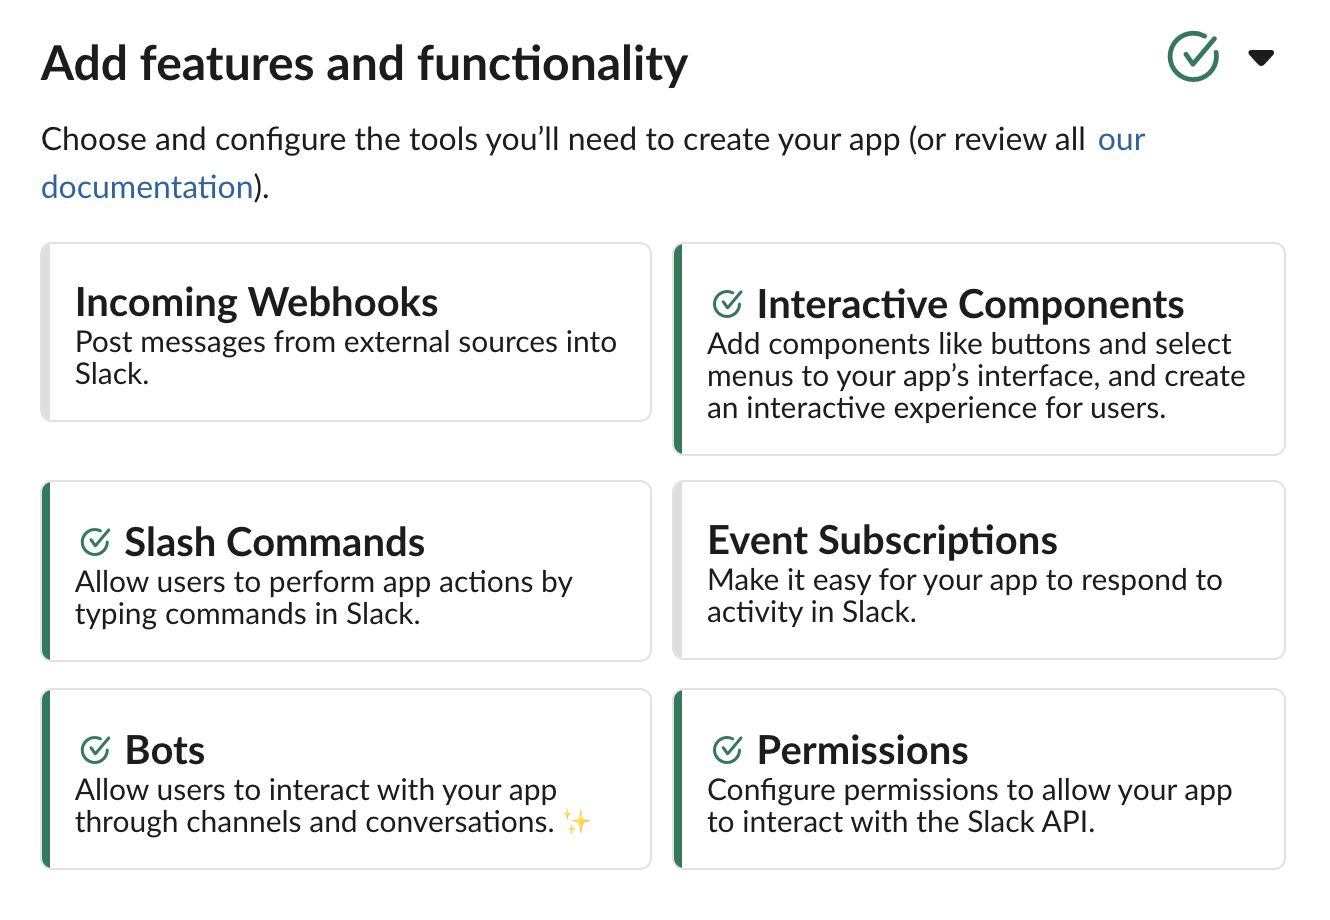 Add features and functionality
Choose and configure the tools you’ll need to create your app (or review all our
documentation).
Incoming Webhooks
Post messages from external sources into
Slack.
Interactive Components
Add components like buttons and select
menus to your app’s interface, and create
an interactive experience for users.
Slash Commands
Allow users to perform app actions by
typing commands in Slack.
Event Subscriptions
Make it easy for your app to respond to
activity in Slack.
Bots
Allow users to interact with your app
through channels and conversations. ✨
Permissions
Configure permissions to allow your app
to interact with the Slack API.